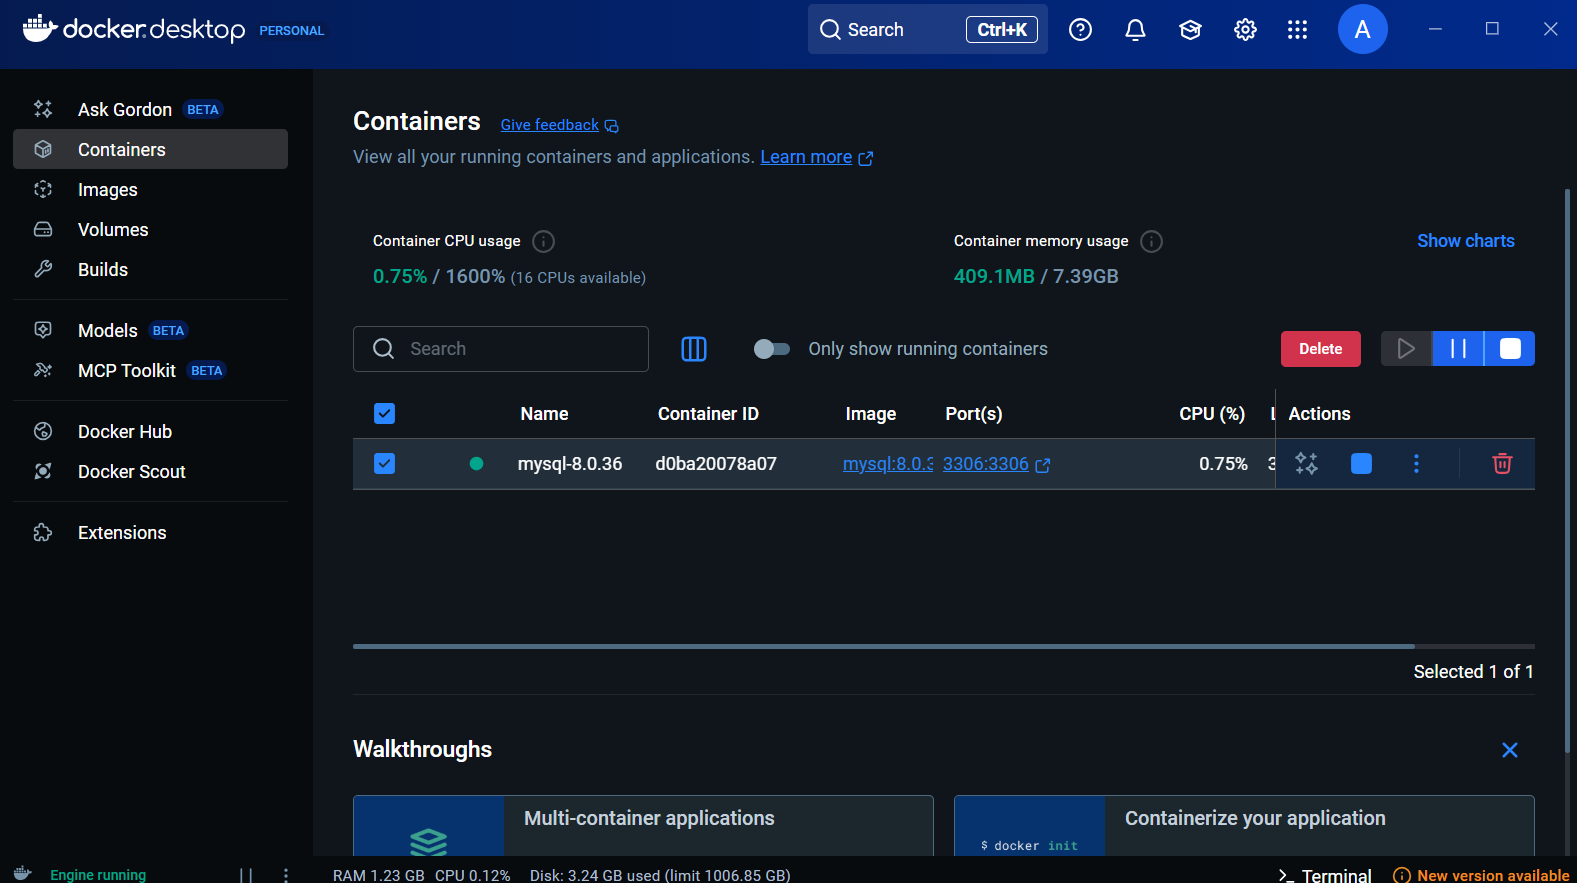 docker.desktop PERSONAL
Search Ctrl+K
A
Ask Gordon BETA
Containers
Images
Volumes
Builds
Models BETA
MCP Toolkit BETA
Docker Hub
Docker Scout
Extensions
Containers Give feedback
View all your running containers and applications. Learn more
Container CPU usage
0.75% / 1600% (16 CPUs available)
Container memory usage
409.1MB / 7.39GB
Show charts
Search
Only show running containers
Delete
Name Container ID Image Port(s) CPU (%) Actions
mysql-8.0.36 d0ba20078a07 mysql:8.0.3 3306:3306 0.75% 3
Selected 1 of 1
Walkthroughs
Multi-container applications
$ docker init
Containerize your application
Engine running
RAM 1.23 GB CPU 0.12% Disk: 3.24 GB used (limit 1006.85 GB)
>_ Terminal
New version available